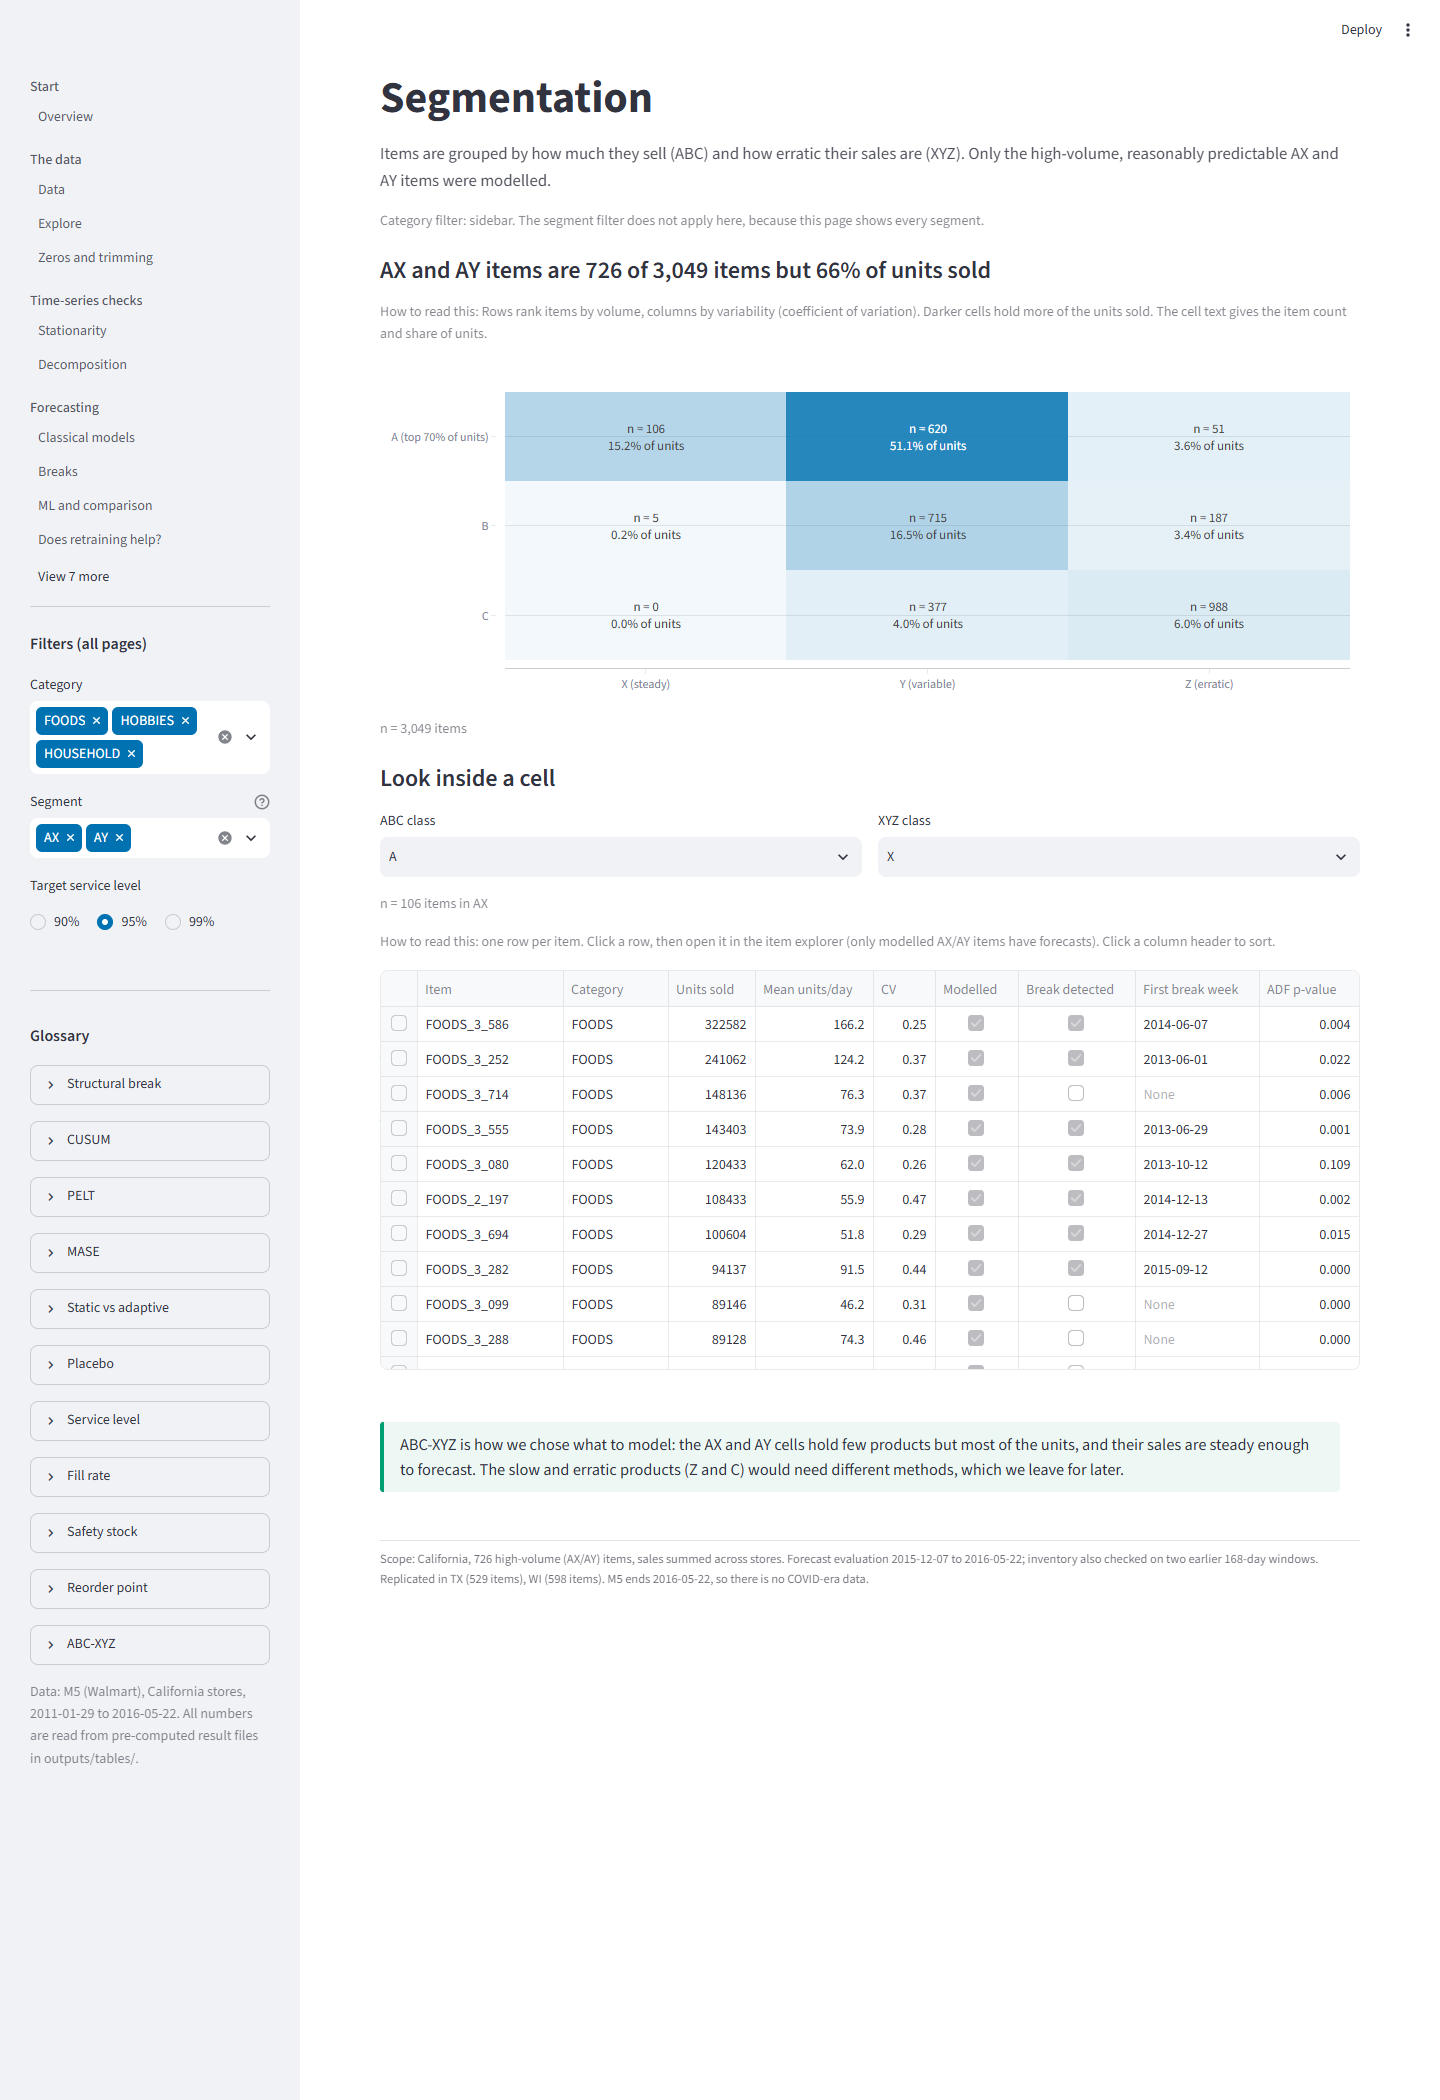 Deploy
Start
Overview
The data
Data
Explore
Zeros and trimming
Time-series checks
Stationarity
Decomposition
Forecasting
Classical models
Breaks
ML and comparison
Does retraining help?
View 7 more
Filters (all pages)
Category
FOODS
HOBBIES
HOUSEHOLD
Segment
AX
AY
Target service level
90%
95%
99%
Glossary
Structural break
CUSUM
PELT
MASE
Static vs adaptive
Placebo
Service level
Fill rate
Safety stock
Reorder point
ABC-XYZ
Data: M5 (Walmart), California stores,
2011-01-29 to 2016-05-22. All numbers
are read from pre-computed result files
in outputs/tables/.
Segmentation
Items are grouped by how much they sell (ABC) and how erratic their sales are (XYZ). Only the high-volume, reasonably predictable AX and
AY items were modelled.
Category filter: sidebar. The segment filter does not apply here, because this page shows every segment.
AX and AY items are 726 of 3,049 items but 66% of units sold
How to read this: Rows rank items by volume, columns by variability (coefficient of variation). Darker cells hold more of the units sold. The cell text gives the item count
and share of units.
A (top 70% of units)
n = 106
15.2% of units
n = 620
51.1% of units
n = 51
3.6% of units
B
n = 5
0.2% of units
n = 715
16.5% of units
n = 187
3.4% of units
C
n = 0
0.0% of units
n = 377
4.0% of units
n = 988
6.0% of units
X (steady)
Y (variable)
Z (erratic)
n = 3,049 items
Look inside a cell
ABC class
XYZ class
A
X
n = 106 items in AX
How to read this: one row per item. Click a row, then open it in the item explorer (only modelled AX/AY items have forecasts). Click a column header to sort.
Item Category Units sold Mean units/day CV Modelled Break detected First break week ADF p-value
FOODS_3_586 FOODS 322582 166.2 0.25 2014-06-07 0.004
FOODS_3_252 FOODS 241062 124.2 0.37 2013-06-01 0.022
FOODS_3_714 FOODS 148136 76.3 0.37 None 0.006
FOODS_3_555 FOODS 143403 73.9 0.28 2013-06-29 0.001
FOODS_3_080 FOODS 120433 62.0 0.26 2013-10-12 0.109
FOODS_2_197 FOODS 108433 55.9 0.47 2014-12-13 0.002
FOODS_3_694 FOODS 100604 51.8 0.29 2014-12-27 0.015
FOODS_3_282 FOODS 94137 91.5 0.44 2015-09-12 0.000
FOODS_3_099 FOODS 89146 46.2 0.31 None 0.000
FOODS_3_288 FOODS 89128 74.3 0.46 None 0.000
ABC-XYZ is how we chose what to model: the AX and AY cells hold few products but most of the units, and their sales are steady enough
to forecast. The slow and erratic products (Z and C) would need different methods, which we leave for later.
Scope: California, 726 high-volume (AX/AY) items, sales summed across stores. Forecast evaluation 2015-12-07 to 2016-05-22; inventory also checked on two earlier 168-day windows.
Replicated in TX (529 items), WI (598 items). M5 ends 2016-05-22, so there is no COVID-era data.